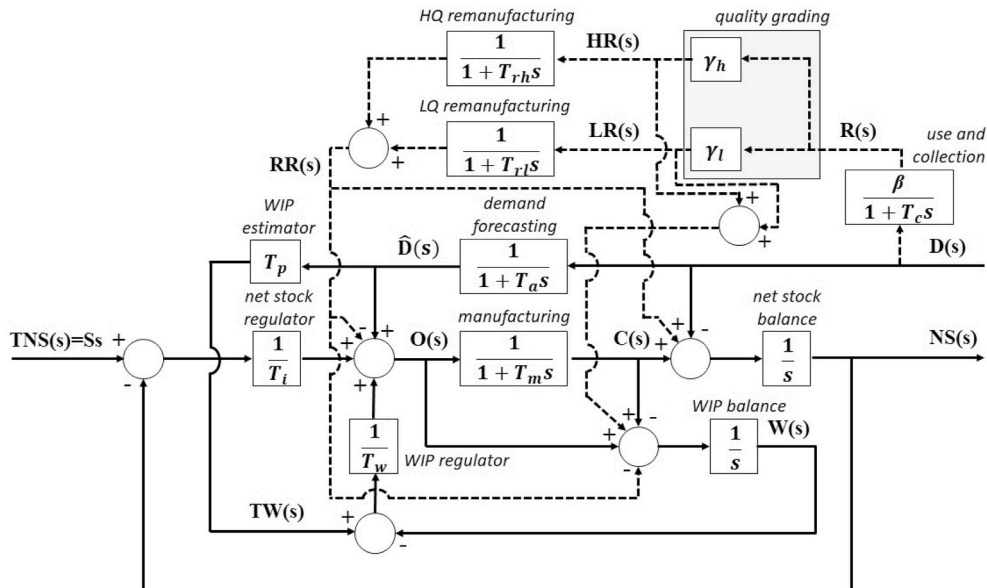 HQ remanufacturing
quality grading
1
1 + T_rh s
HR(s)
γ_h
LQ remanufacturing
1
1 + T_rl s
LR(s)
γ_l
R(s)
use and
collection
RR(s)
β
1 + T_c s
WIP
estimator
T_p
demand
forecasting
D̂(s)
1
1 + T_a s
D(s)
net stock
regulator
manufacturing
net stock
balance
TNS(s)=Ss
1
T_i
O(s)
1
1 + T_m s
C(s)
1
s
NS(s)
1
T_w
WIP regulator
WIP balance
1
s
W(s)
TW(s)
+
+
+
+
+
-
-
+
+
+
-
+
+
+
-
+
-
+
-